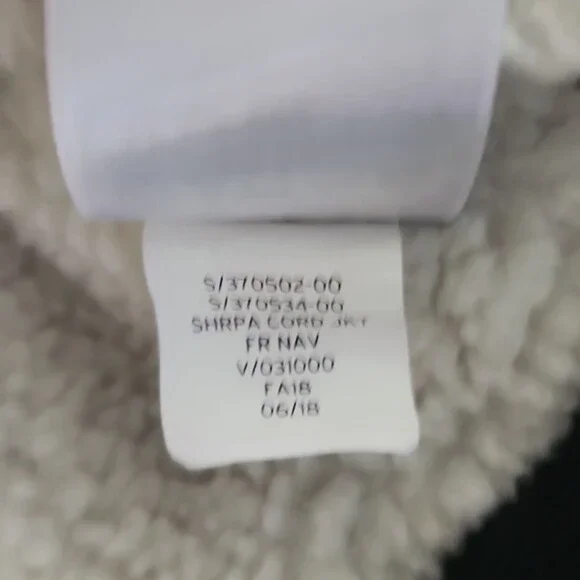 S/370502-00
S/370534-00
SHRPA CORD JKT
FR NAV
V/031000
FA18
06/18